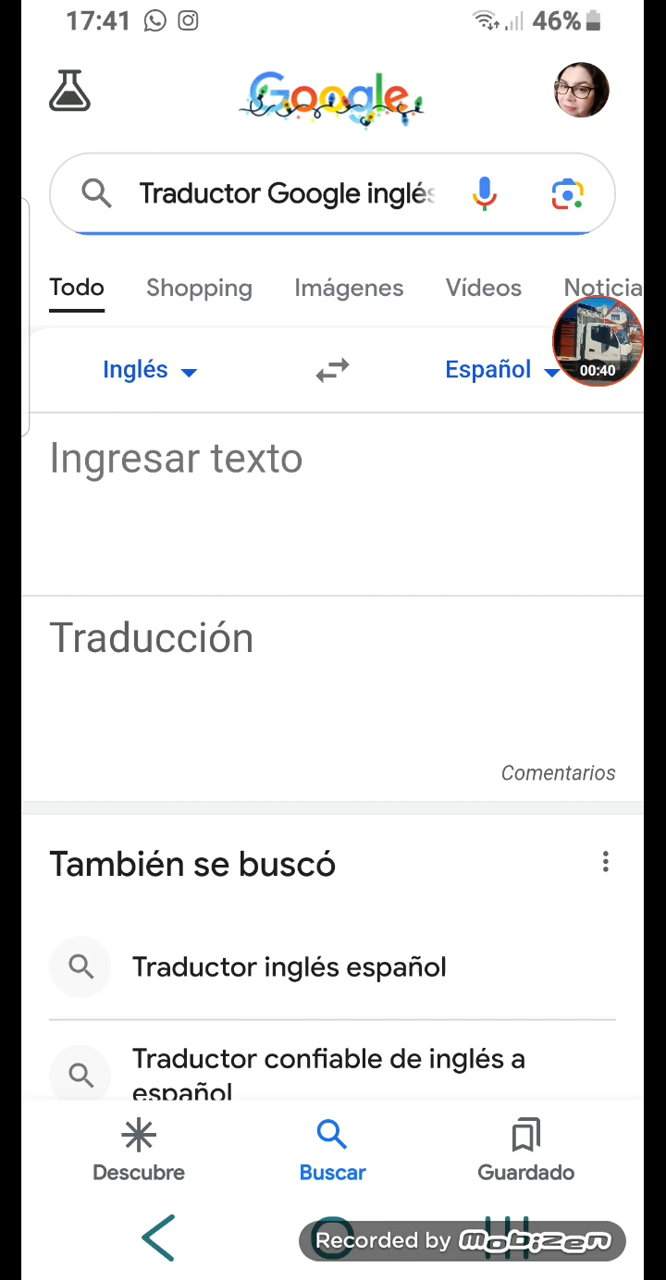 17:41
46%
Google
Traductor Google inglés
Todo Shopping Imágenes Vídeos Noticia
Inglés Español
00:40
Ingresar texto
Traducción
Comentarios
También se buscó
Traductor inglés español
Traductor confiable de inglés a
español
Descubre Buscar Guardado
Recorded by mobizen